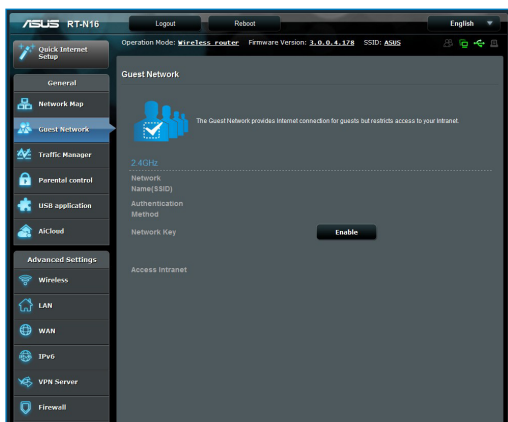 ASUS RT-N16
Logout
Reboot
English
Quick Internet
Setup
Operation Mode: Wireless router Firmware Version: 3.0.0.4.178 SSID: ASUS
General
Network Map
Guest Network
Traffic Manager
Parental control
USB application
AiCloud
Advanced Settings
Wireless
LAN
WAN
IPv6
VPN Server
Firewall
Guest Network
The Guest Network provides Internet connection for guests but restricts access to your Intranet.
2.4GHz
Network
Name(SSID)
Authentication
Method
Network Key
Enable
Access Intranet